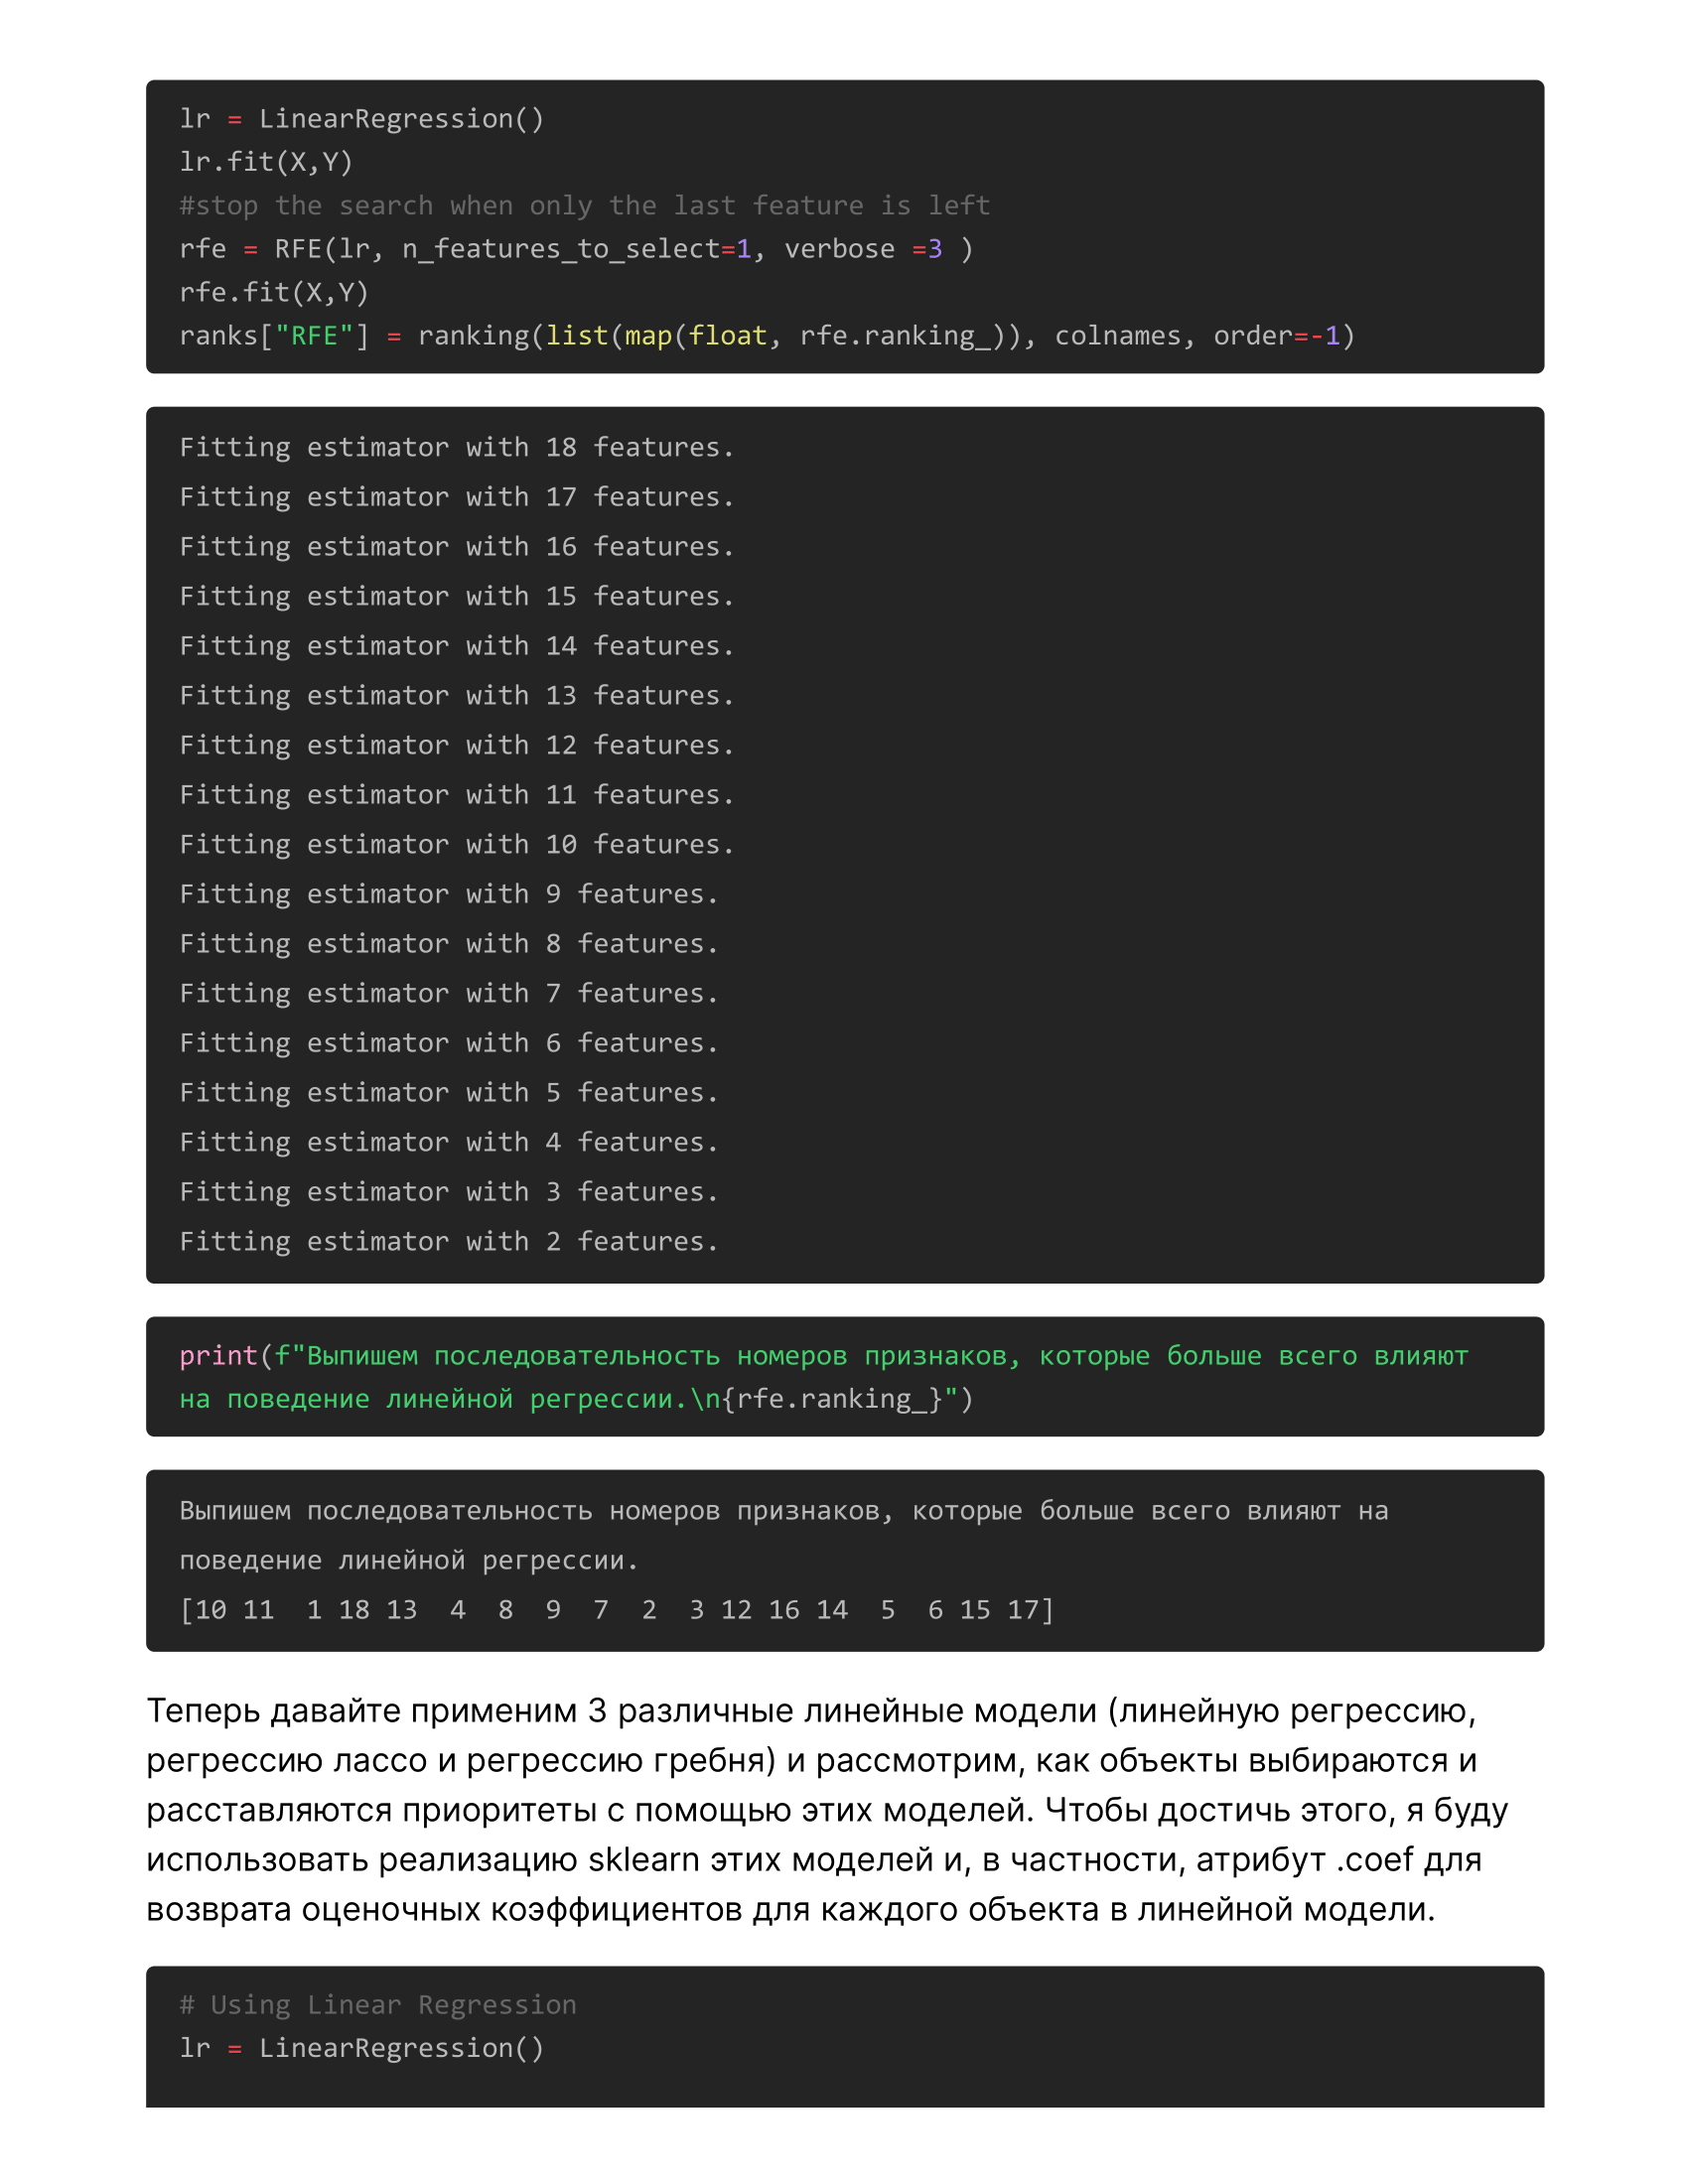 lr = LinearRegression()
lr.fit(X,Y)
#stop the search when only the last feature is left
rfe = RFE(lr, n_features_to_select=1, verbose =3 )
rfe.fit(X,Y)
ranks["RFE"] = ranking(list(map(float, rfe.ranking_)), colnames, order=-1)
Fitting estimator with 18 features.
Fitting estimator with 17 features.
Fitting estimator with 16 features.
Fitting estimator with 15 features.
Fitting estimator with 14 features.
Fitting estimator with 13 features.
Fitting estimator with 12 features.
Fitting estimator with 11 features.
Fitting estimator with 10 features.
Fitting estimator with 9 features.
Fitting estimator with 8 features.
Fitting estimator with 7 features.
Fitting estimator with 6 features.
Fitting estimator with 5 features.
Fitting estimator with 4 features.
Fitting estimator with 3 features.
Fitting estimator with 2 features.
print(f"Выпишем последовательность номеров признаков, которые больше всего влияют
на поведение линейной регрессии.\n{rfe.ranking_}")
Выпишем последовательность номеров признаков, которые больше всего влияют на
поведение линейной регрессии.
[10 11  1 18 13  4  8  9  7  2  3 12 16 14  5  6 15 17]
Теперь давайте применим 3 различные линейные модели (линейную регрессию,
регрессию лассо и регрессию гребня) и рассмотрим, как объекты выбираются и
расставляются приоритеты с помощью этих моделей. Чтобы достичь этого, я буду
использовать реализацию sklearn этих моделей и, в частности, атрибут .coef для
возврата оценочных коэффициентов для каждого объекта в линейной модели.
# Using Linear Regression
lr = LinearRegression()